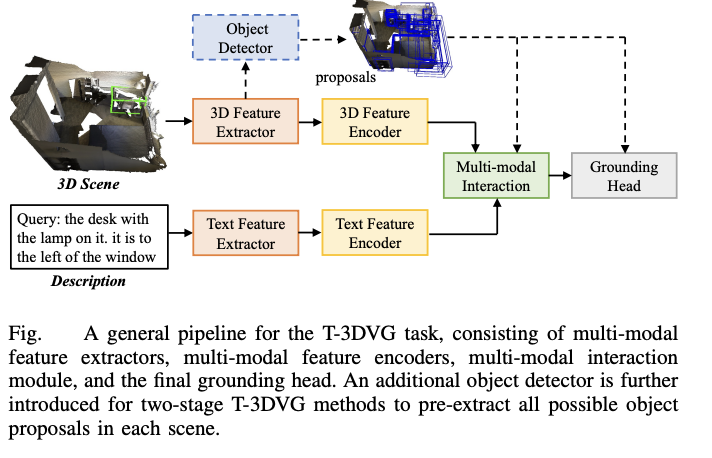 Object
Detector
proposals
3D Feature
Extractor
3D Feature
Encoder
Multi-modal
Interaction
Grounding
Head
3D Scene
Query: the desk with
the lamp on it. it is to
the left of the window
Description
Text Feature
Extractor
Text Feature
Encoder
Fig. A general pipeline for the T-3DVG task, consisting of multi-modal
feature extractors, multi-modal feature encoders, multi-modal interaction
module, and the final grounding head. An additional object detector is further
introduced for two-stage T-3DVG methods to pre-extract all possible object
proposals in each scene.